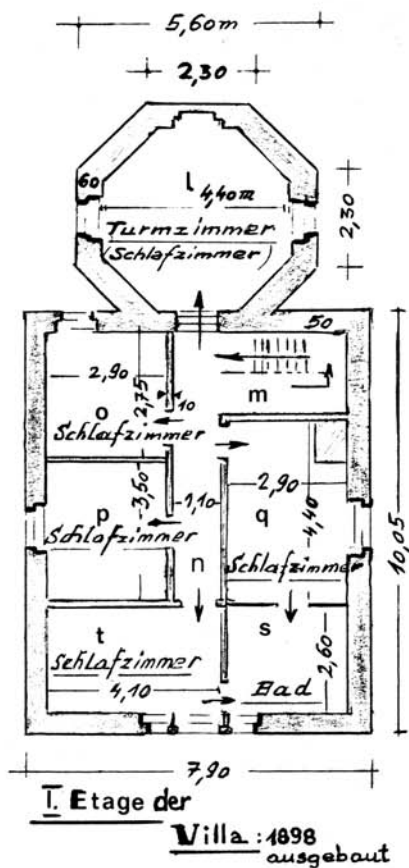 5,60m
2,30
60
l
4,40m
2,30
Turmzimmer
(Schlafzimmer)
50
2,90
m
2,75
10
o
Schlafzimmer
3,50
1,10
2,90
p
q
4,40
Schlafzimmer
n
Schlafzimmer
10,05
t
s
Schlafzimmer
2,60
4,10
Bad
7,90
I. Etage der
Villa : 1898
ausgebaut